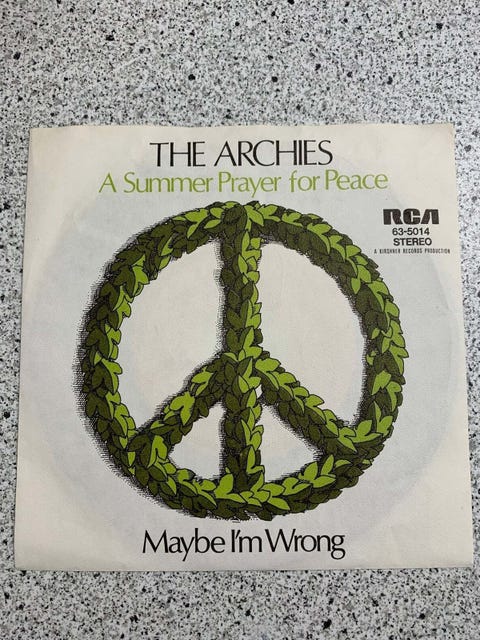 THE ARCHIES
A Summer Prayer for Peace
RCA
63-5014
STEREO
A KIRSHNER RECORDS PRODUCTION
Maybe I'm Wrong